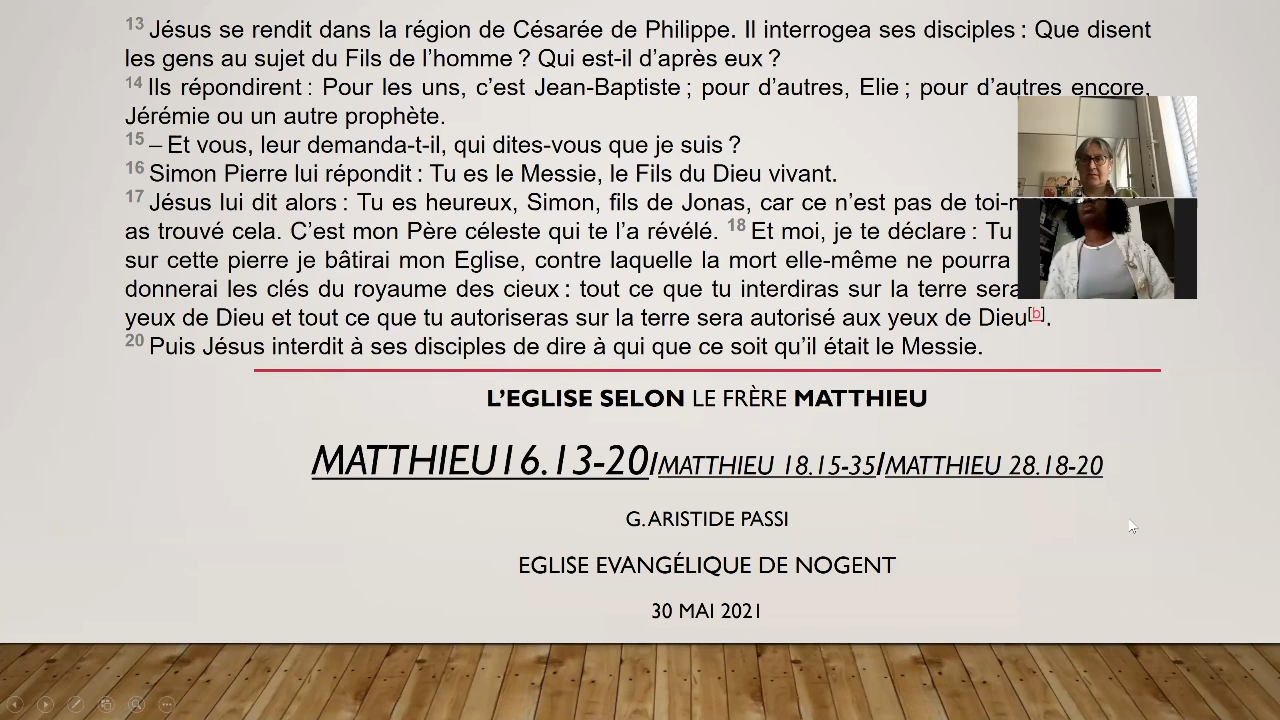 13 Jésus se rendit dans la région de Césarée de Philippe. Il interrogea ses disciples : Que disent
les gens au sujet du Fils de l’homme ? Qui est-il d’après eux ?
14 Ils répondirent : Pour les uns, c’est Jean-Baptiste ; pour d’autres, Elie ; pour d’autres encore,
Jérémie ou un autre prophète.
15 – Et vous, leur demanda-t-il, qui dites-vous que je suis ?
16 Simon Pierre lui répondit : Tu es le Messie, le Fils du Dieu vivant.
17 Jésus lui dit alors : Tu es heureux, Simon, fils de Jonas, car ce n’est pas de
as trouvé cela. C’est mon Père céleste qui te l’a révélé. 18 Et moi, je te déclare : Tu
sur cette pierre je bâtirai mon Eglise, contre laquelle la mort elle-même ne pourra
donnerai les clés du royaume des cieux : tout ce que tu interdiras sur la terre sera
yeux de Dieu et tout ce que tu autoriseras sur la terre sera autorisé aux yeux de Dieu[b].
20 Puis Jésus interdit à ses disciples de dire à qui que ce soit qu’il était le Messie.
L’EGLISE SELON LE FRÈRE MATTHIEU
MATTHIEU16.13-20/MATTHIEU 18.15-35/MATTHIEU 28.18-20
G. ARISTIDE PASSI
EGLISE EVANGÉLIQUE DE NOGENT
30 MAI 2021